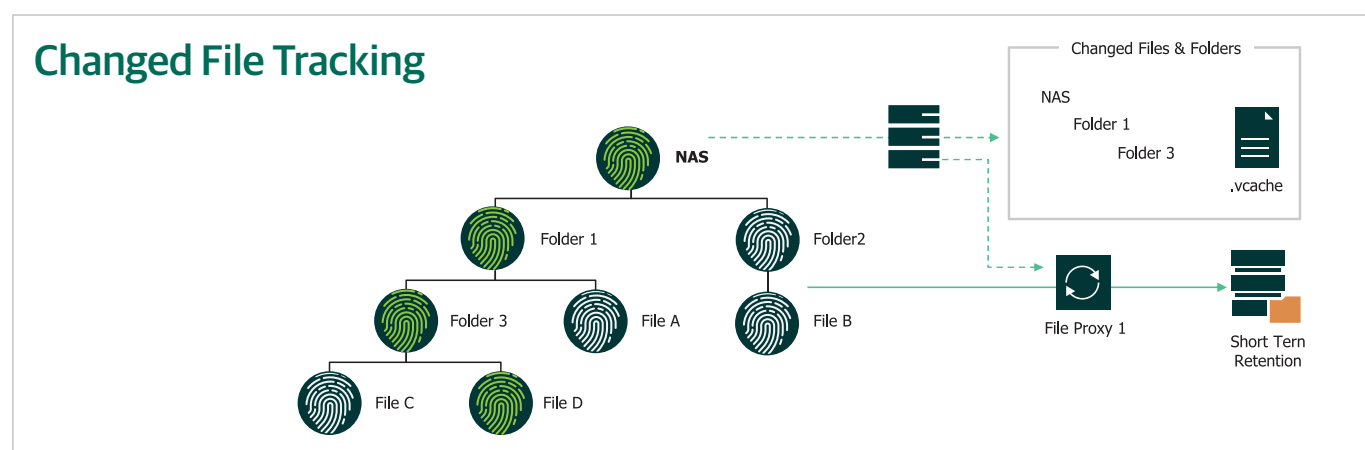 Changed File Tracking
Changed Files & Folders
NAS
Folder 1
Folder 3
.vcache
NAS
Folder 1
Folder2
Folder 3
File A
File B
File Proxy 1
Short Tern
Retention
File C
File D